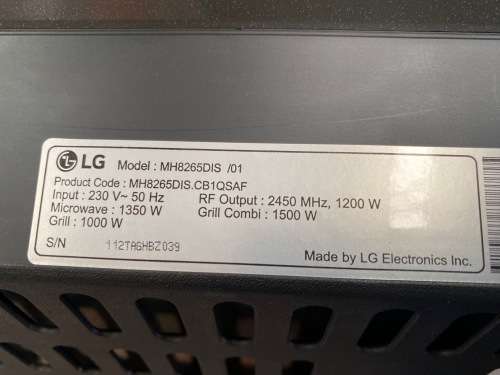 LG Model : MH8265DIS /01
Product Code : MH8265DIS.CB1QSAF
Input : 230 V~ 50 Hz RF Output : 2450 MHz, 1200 W
Microwave : 1350 W Grill Combi : 1500 W
Grill : 1000 W
S/N 112TAGHBZ039
Made by LG Electronics Inc.